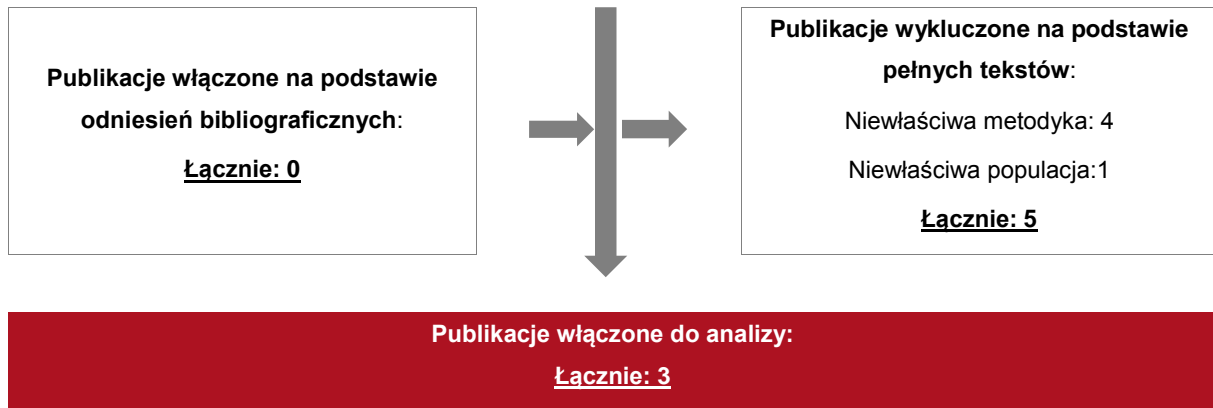 Publikacje włączone na podstawie
odniesień bibliograficznych:
Łącznie: 0
Publikacje wykluczone na podstawie
pełnych tekstów:
Niewłaściwa metodyka: 4
Niewłaściwa populacja:1
Łącznie: 5
Publikacje włączone do analizy:
Łącznie: 3